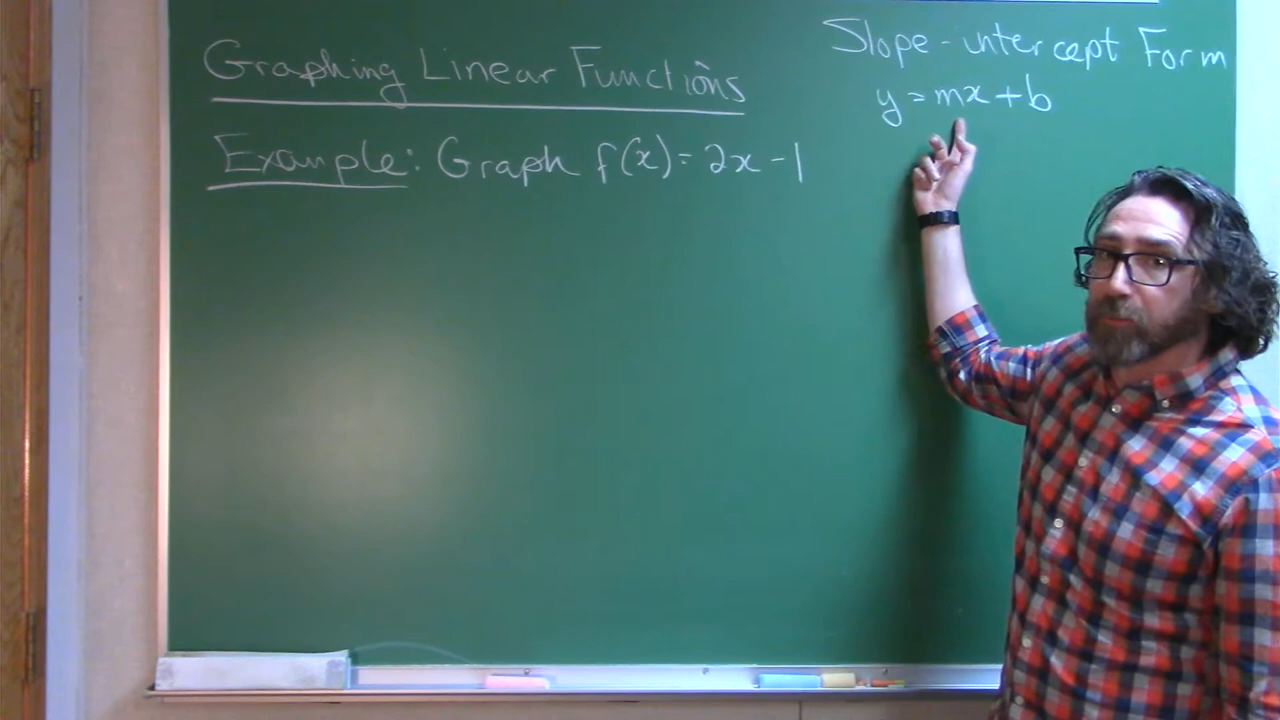 Graphing Linear Functions
Example: Graph f(x) = 2x - 1
Slope-intercept Form
y = mx + b